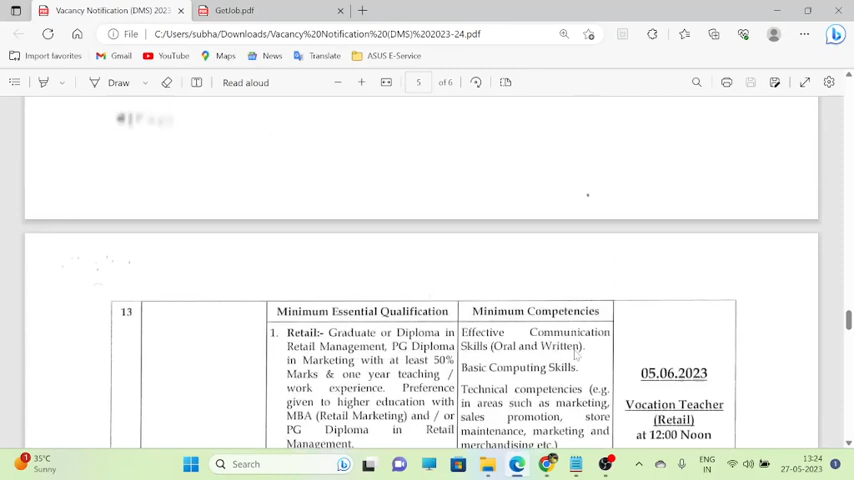 Vacancy Notification (DMS) 2023
GetJob.pdf
File
C:/Users/subha/Downloads/Vacancy%20Notification%20(DMS)%202023-24.pdf
Import favorites
Gmail
YouTube
Maps
News
Translate
ASUS E-Service
Draw
Read aloud
5
of 6
4 | Page
13
Minimum Essential Qualification
Minimum Competencies
1. Retail:- Graduate or Diploma in
Retail Management, PG Diploma
in Marketing with at least 50%
Marks & one year teaching /
work experience. Preference
given to higher education with
MBA (Retail Marketing) and / or
PG Diploma in Retail
Management.
Effective Communication
Skills (Oral and Written).
Basic Computing Skills.
Technical competencies (e.g.
in areas such as marketing,
sales promotion, store
maintenance, marketing and
merchandising etc.)
05.06.2023
Vocation Teacher
(Retail)
at 12:00 Noon
1
35°C
Sunny
Search
ENG
IN
13:24
27-05-2023